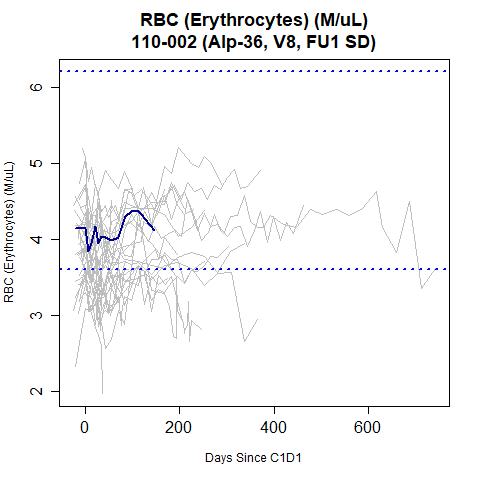 RBC (Erythrocytes) (M/uL)
110-002 (Alp-36, V8, FU1 SD)
RBC (Erythrocytes) (M/uL)
6
5
4
3
2
0 200 400 600
Days Since C1D1